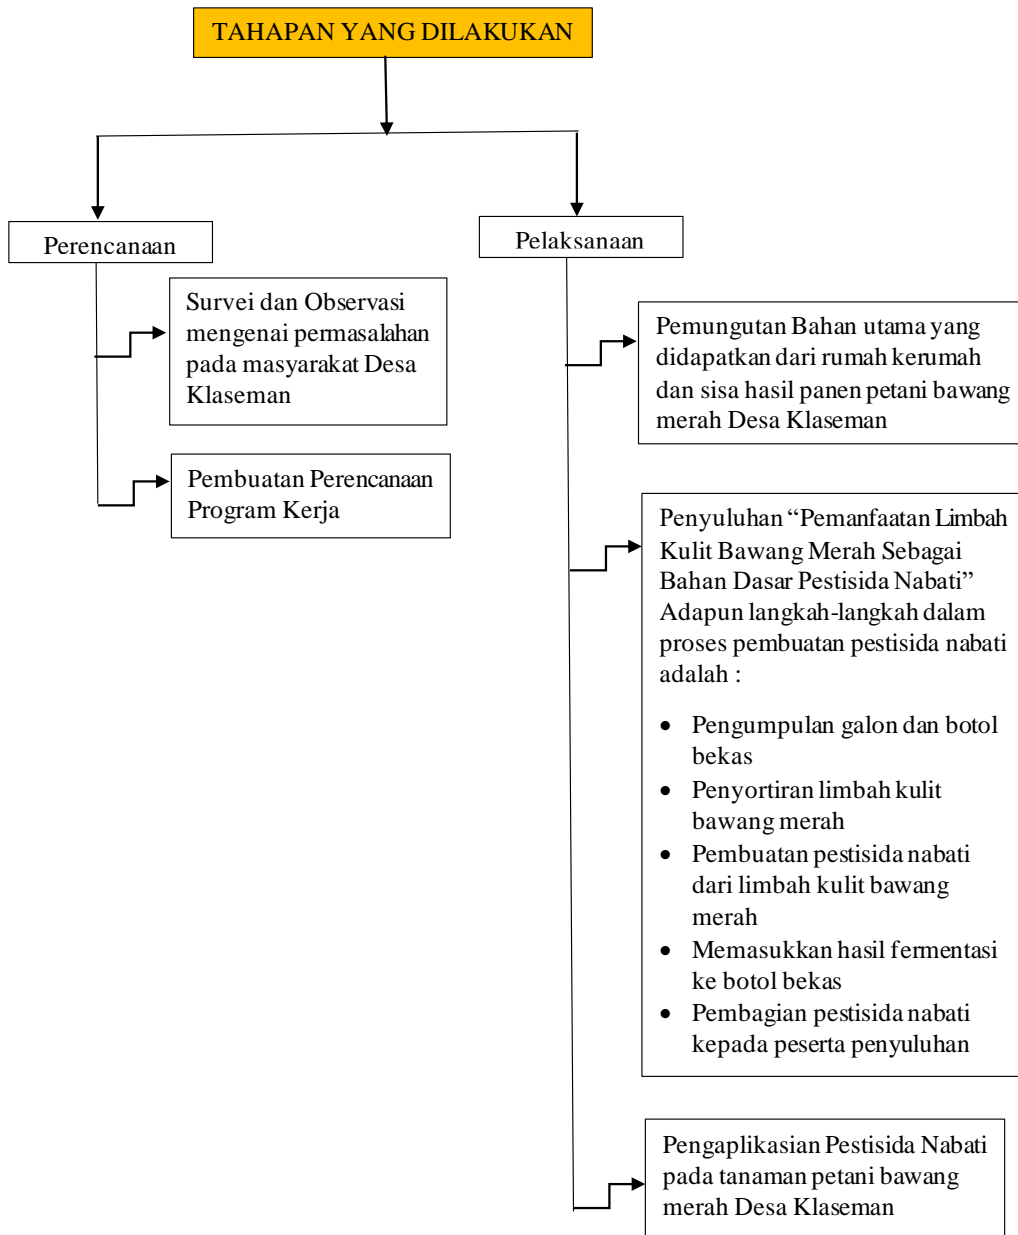 TAHAPAN YANG DILAKUKAN
Perencanaan
Survei dan Observasi
mengenai permasalahan
pada masyarakat Desa
Klaseman
Pembuatan Perencanaan
Program Kerja
Pelaksanaan
Pemungutan Bahan utama yang
didapatkan dari rumah kerumah
dan sisa hasil panen petani bawang
merah Desa Klaseman
Penyuluhan “Pemanfaatan Limbah
Kulit Bawang Merah Sebagai
Bahan Dasar Pestisida Nabati”
Adapun langkah-langkah dalam
proses pembuatan pestisida nabati
adalah :
• Pengumpulan galon dan botol
bekas
• Penyortiran limbah kulit
bawang merah
• Pembuatan pestisida nabati
dari limbah kulit bawang
merah
• Memasukkan hasil fermentasi
ke botol bekas
• Pembagian pestisida nabati
kepada peserta penyuluhan
Pengaplikasian Pestisida Nabati
pada tanaman petani bawang
merah Desa Klaseman